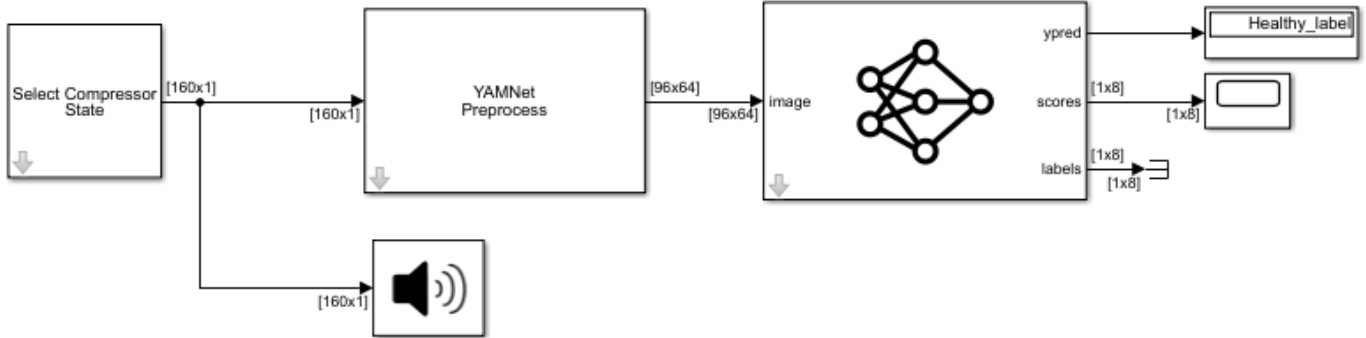 Select Compressor
State
[160x1]
[160x1]
YAMNet
Preprocess
[96x64]
[96x64]
image
ypred
scores
labels
[1x8]
[1x8]
[1x8]
[1x8]
Healthy_label
[160x1]